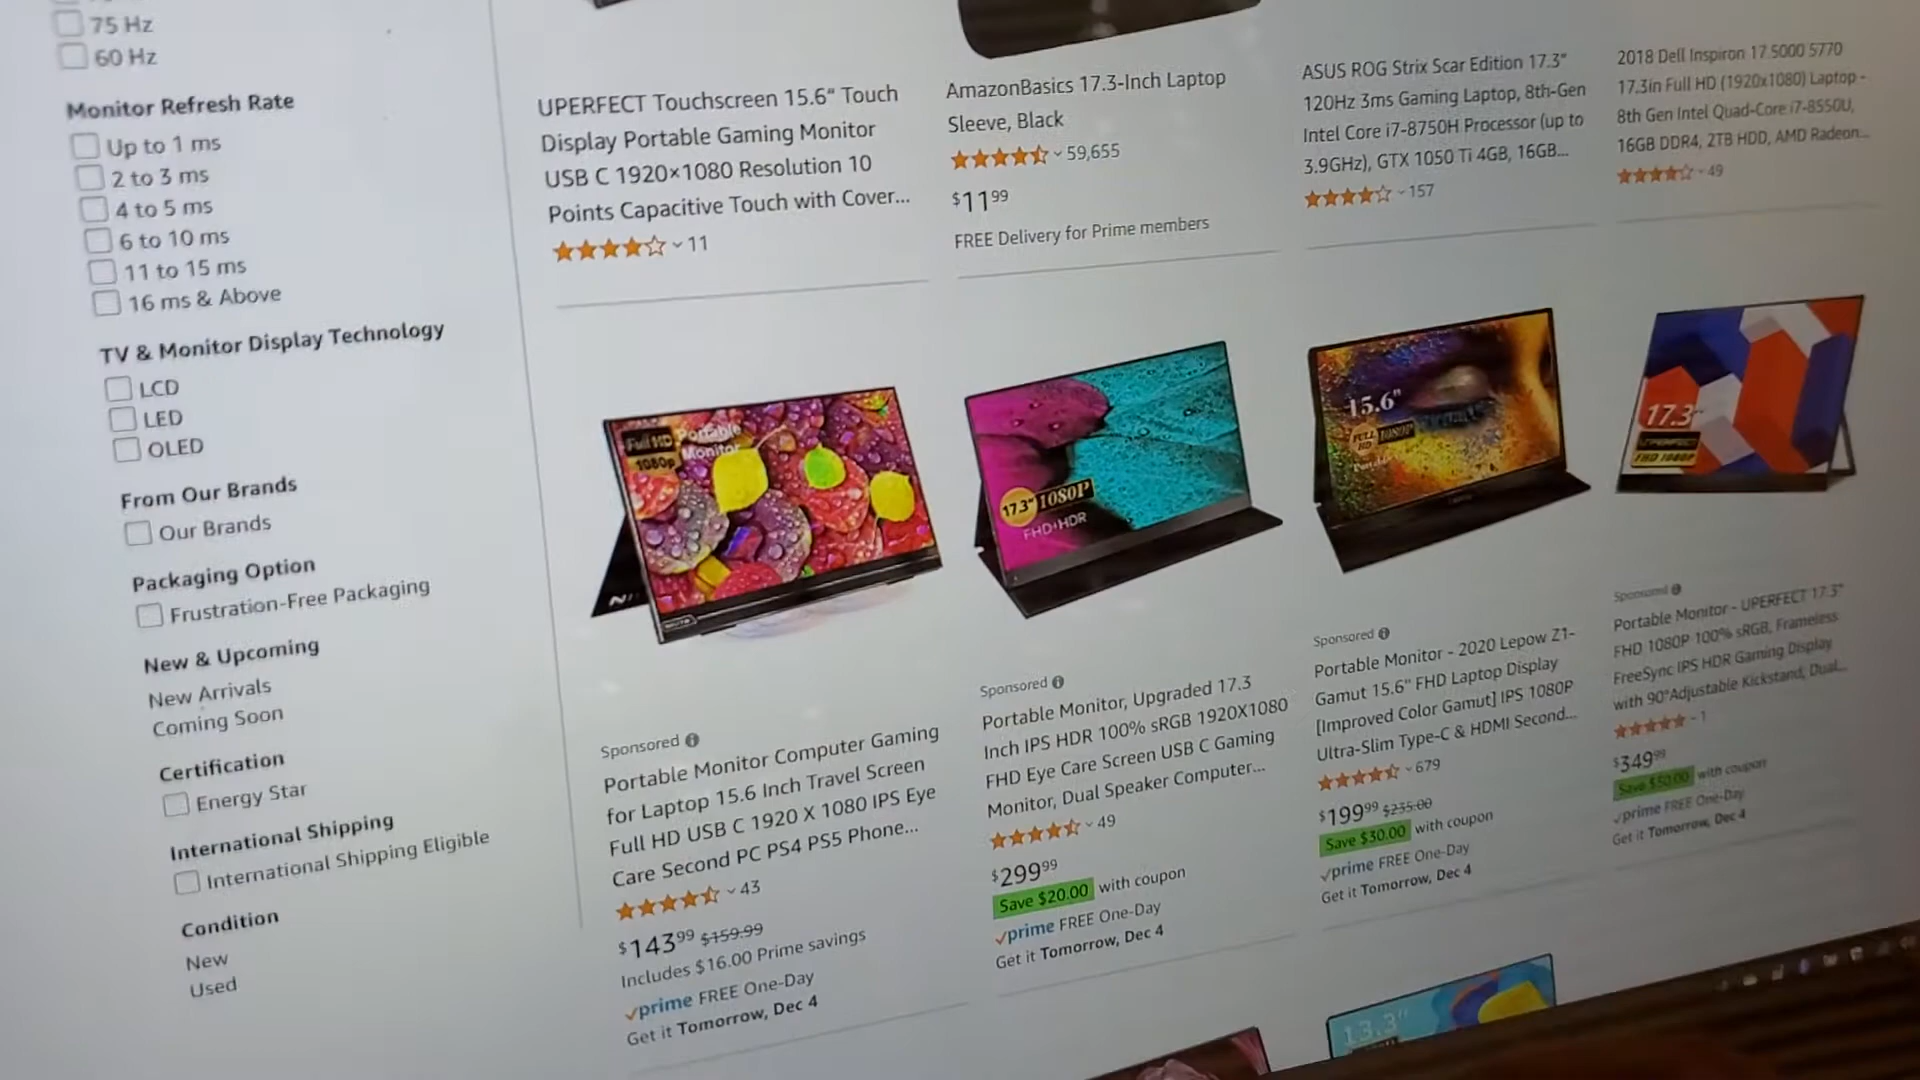 75 Hz
60 Hz
Monitor Refresh Rate
Up to 1 ms
2 to 3 ms
4 to 5 ms
6 to 10 ms
11 to 15 ms
16 ms & Above
TV & Monitor Display Technology
LCD
LED
OLED
From Our Brands
Our Brands
Packaging Option
Frustration-Free Packaging
New & Upcoming
New Arrivals
Coming Soon
Certification
Energy Star
International Shipping
International Shipping Eligible
Condition
New
Used
UPERFECT Touchscreen 15.6“ Touch
Display Portable Gaming Monitor
USB C 1920×1080 Resolution 10
Points Capacitive Touch with Cover...
11
AmazonBasics 17.3-Inch Laptop
Sleeve, Black
59,655
$11.99
FREE Delivery for Prime members
ASUS ROG Strix Scar Edition 17.3"
120Hz 3ms Gaming Laptop, 8th-Gen
Intel Core i7-8750H Processor (up to
3.9GHz), GTX 1050 Ti 4GB, 16GB...
157
2018 Dell Inspiron 17 5000 5770
17.3in Full HD (1920x1080) Laptop -
8th Gen Intel Quad-Core i7-8550U,
16GB DDR4, 2TB HDD, AMD Radeon...
49
Full HD
1080p
Portable
Monitor
Sponsored
Portable Monitor Computer Gaming
for Laptop 15.6 Inch Travel Screen
Full HD USB C 1920 X 1080 IPS Eye
Care Second PC PS4 PS5 Phone...
43
$143.99 $159.99
Includes $16.00 Prime savings
prime FREE One-Day
Get it Tomorrow, Dec 4
17.3" 1080P
FHD+HDR
Sponsored
Portable Monitor, Upgraded 17.3
Inch IPS HDR 100% sRGB 1920X1080
FHD Eye Care Screen USB C Gaming
Monitor, Dual Speaker Computer...
49
$299.99
Save $20.00 with coupon
prime FREE One-Day
Get it Tomorrow, Dec 4
15.6"
FULL HD 1080P
Sponsored
Portable Monitor - 2020 Lepow Z1-
Gamut 15.6" FHD Laptop Display
[Improved Color Gamut] IPS 1080P
Ultra-Slim Type-C & HDMI Second...
679
$199.99 $235.00
Save $30.00 with coupon
prime FREE One-Day
Get it Tomorrow, Dec 4
17.3"
UPERFECT
FHD 1080P
Sponsored
Portable Monitor - UPERFECT 17.3"
FHD 1080P 100% sRGB, Frameless
FreeSync IPS HDR Gaming Display
with 90°Adjustable Kickstand, Dual...
1
$349.99
Save $50.00 with coupon
prime FREE One-Day
Get it Tomorrow, Dec 4
13.3"